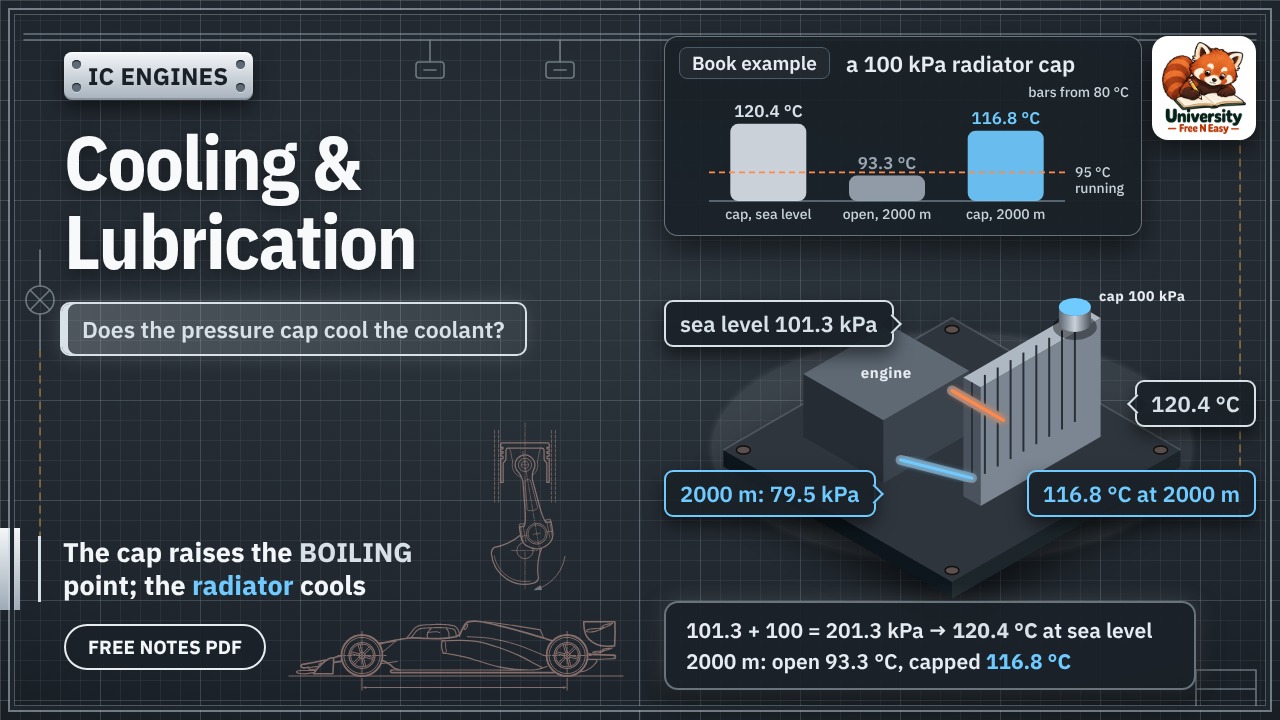 IC ENGINES
Cooling &
Lubrication
Does the pressure cap cool the coolant?
The cap raises the BOILING
point; the radiator cools
FREE NOTES PDF
Book example
a 100 kPa radiator cap
bars from 80 °C
120.4 °C
93.3 °C
116.8 °C
95 °C
running
cap, sea level
open, 2000 m
cap, 2000 m
University
Free N Easy
cap 100 kPa
sea level 101.3 kPa
engine
120.4 °C
2000 m: 79.5 kPa
116.8 °C at 2000 m
101.3 + 100 = 201.3 kPa → 120.4 °C at sea level
2000 m: open 93.3 °C, capped 116.8 °C